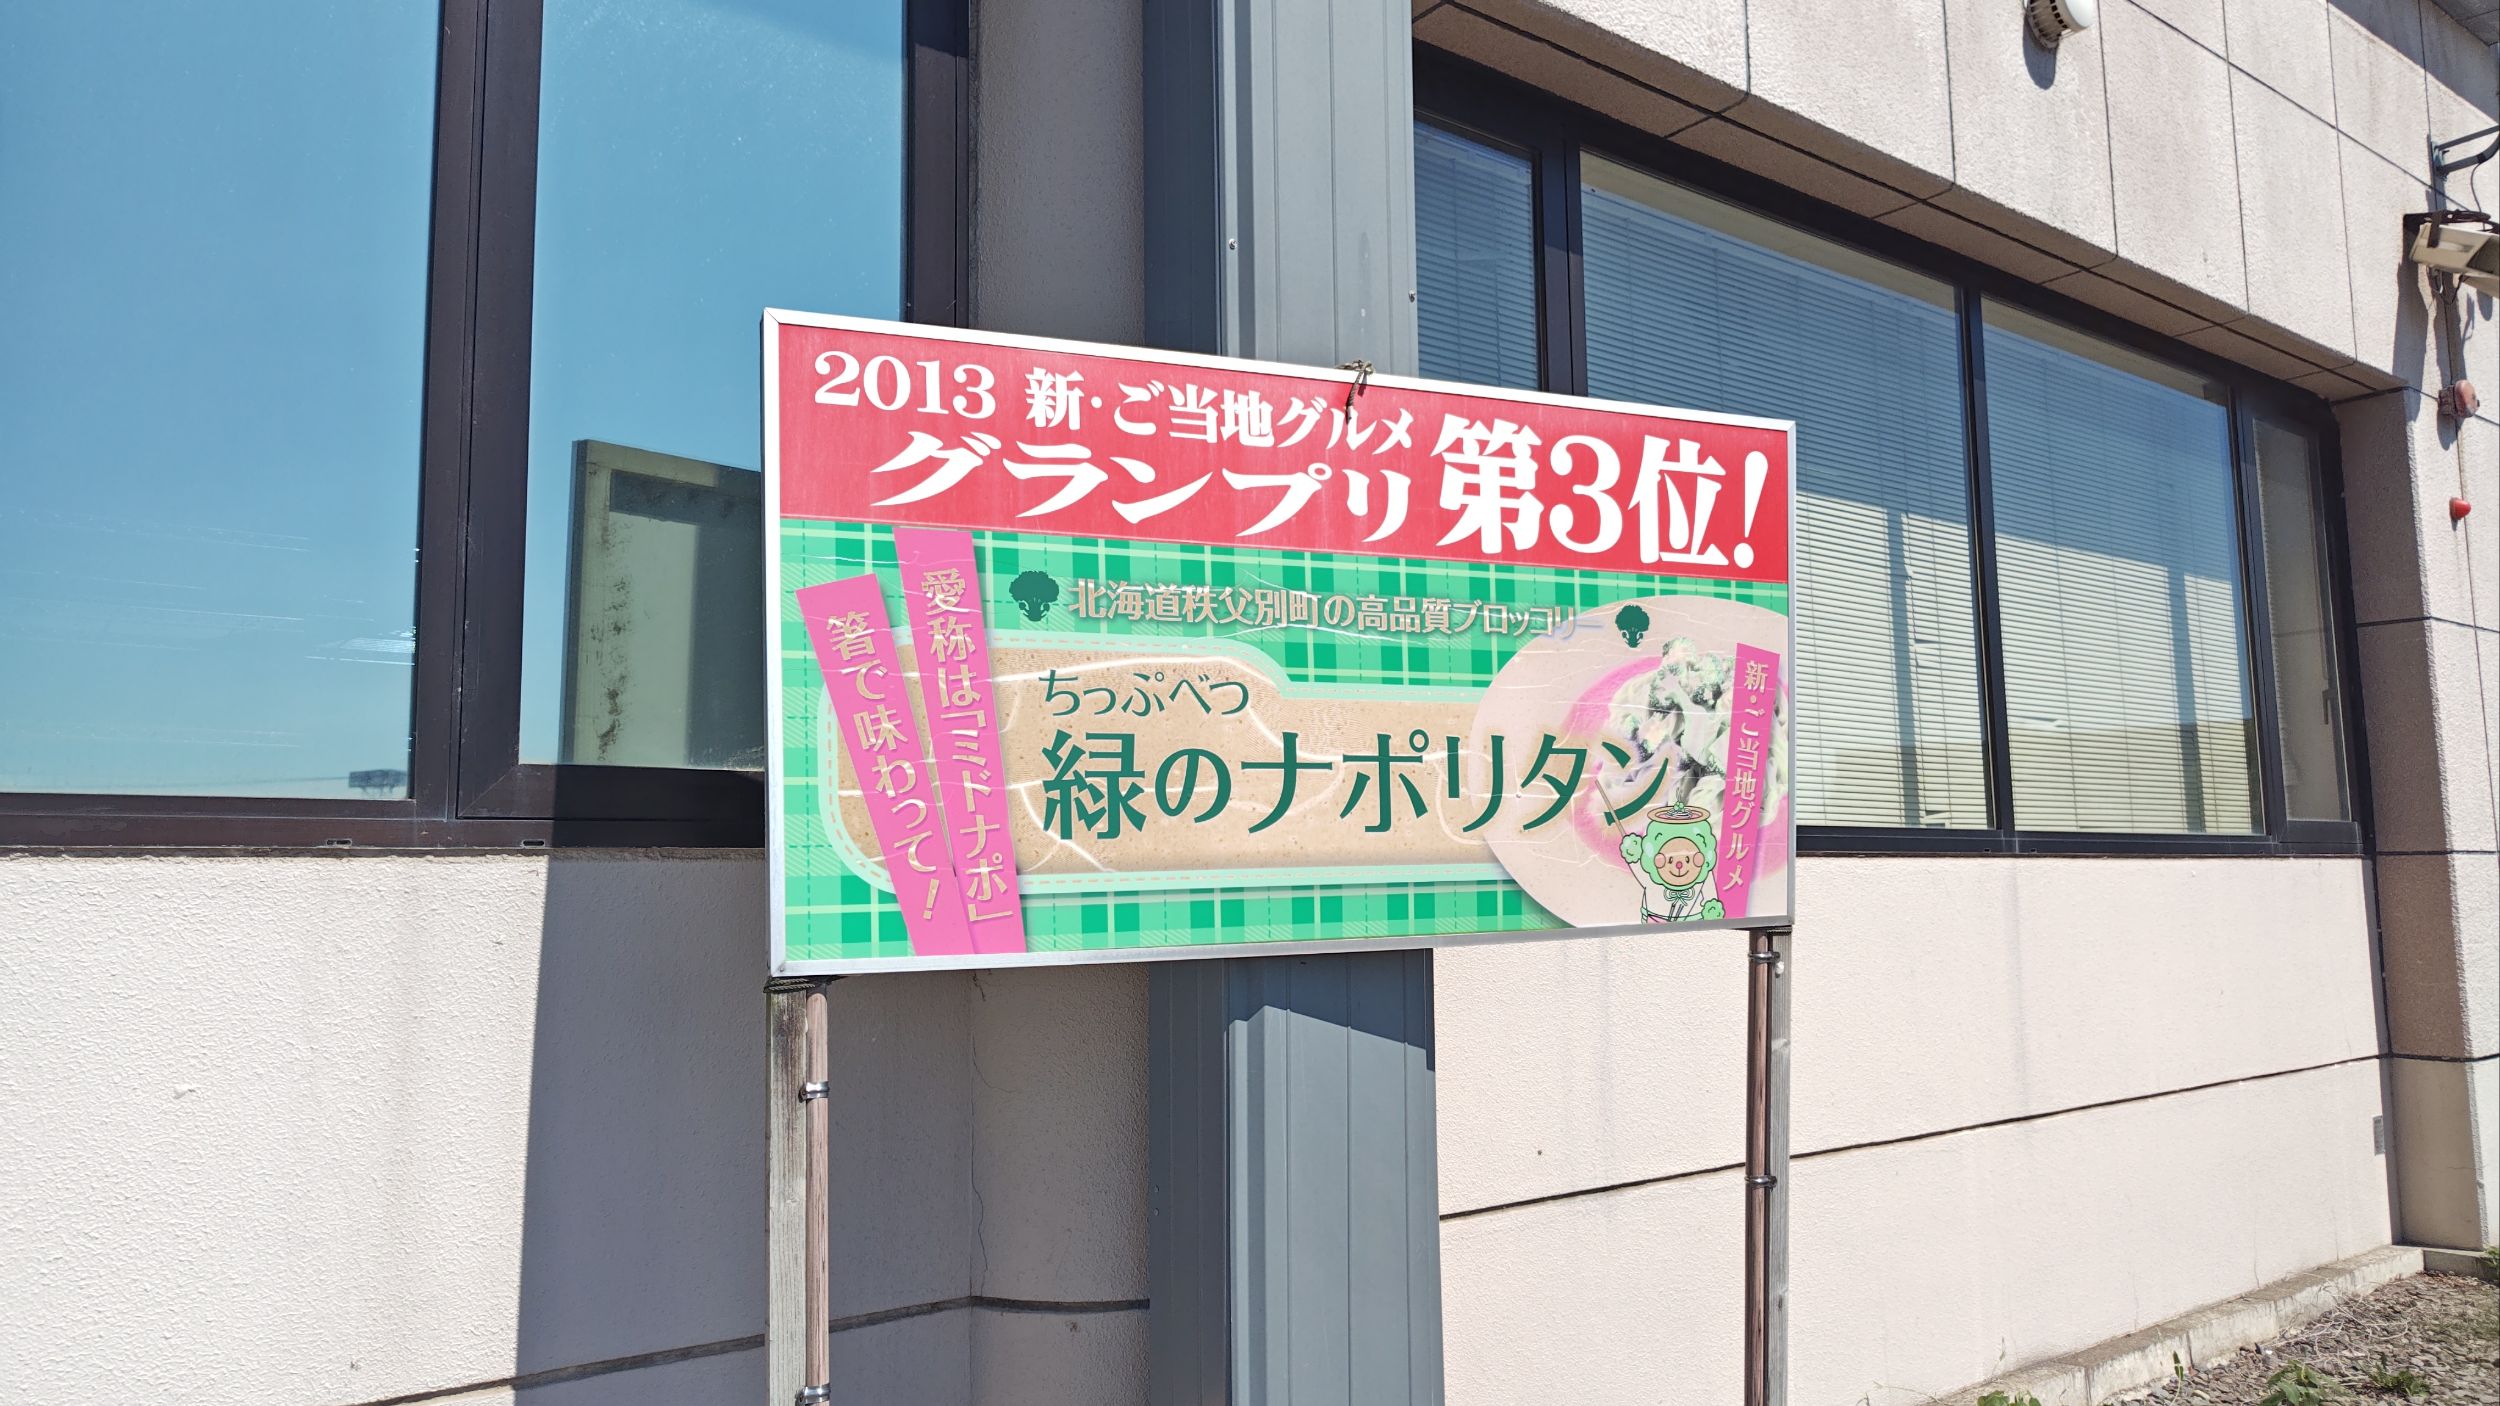 2013 新・ご当地グルメ
グランプリ 第3位!
北海道秩父別町の高品質ブロッコリー
愛称は「ミドナポ」
箸で味わって!
ちっぷべつ
緑のナポリタン
新・ご当地グルメ